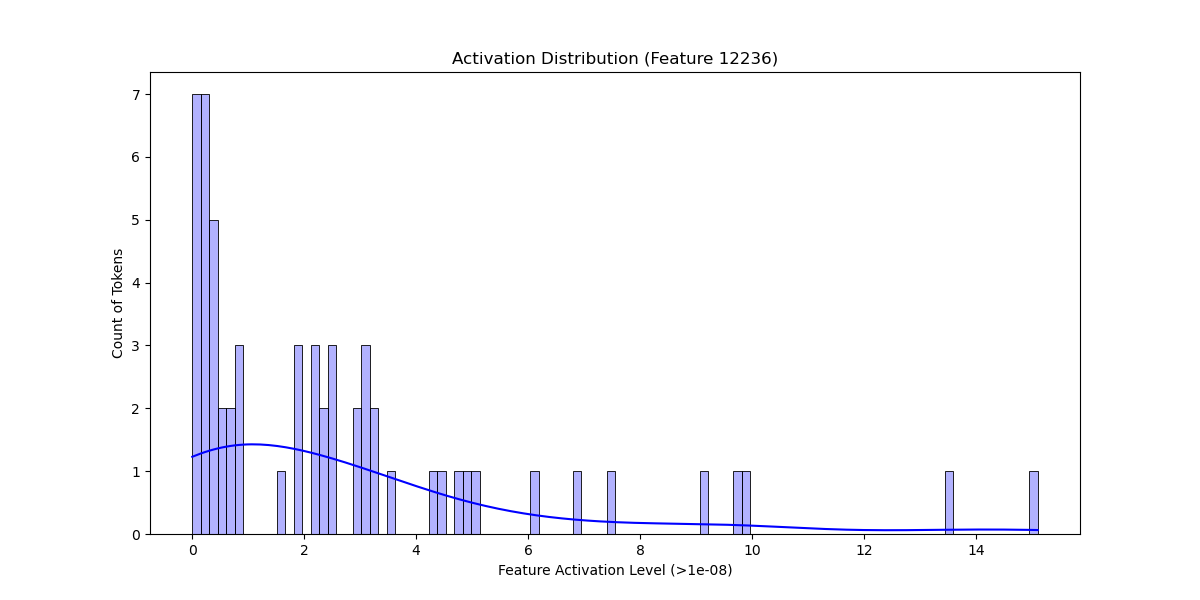 Activation Distribution (Feature 12236)
7
6
5
4
3
2
1
0
Count of Tokens
0 2 4 6 8 10 12 14
Feature Activation Level (>1e-08)